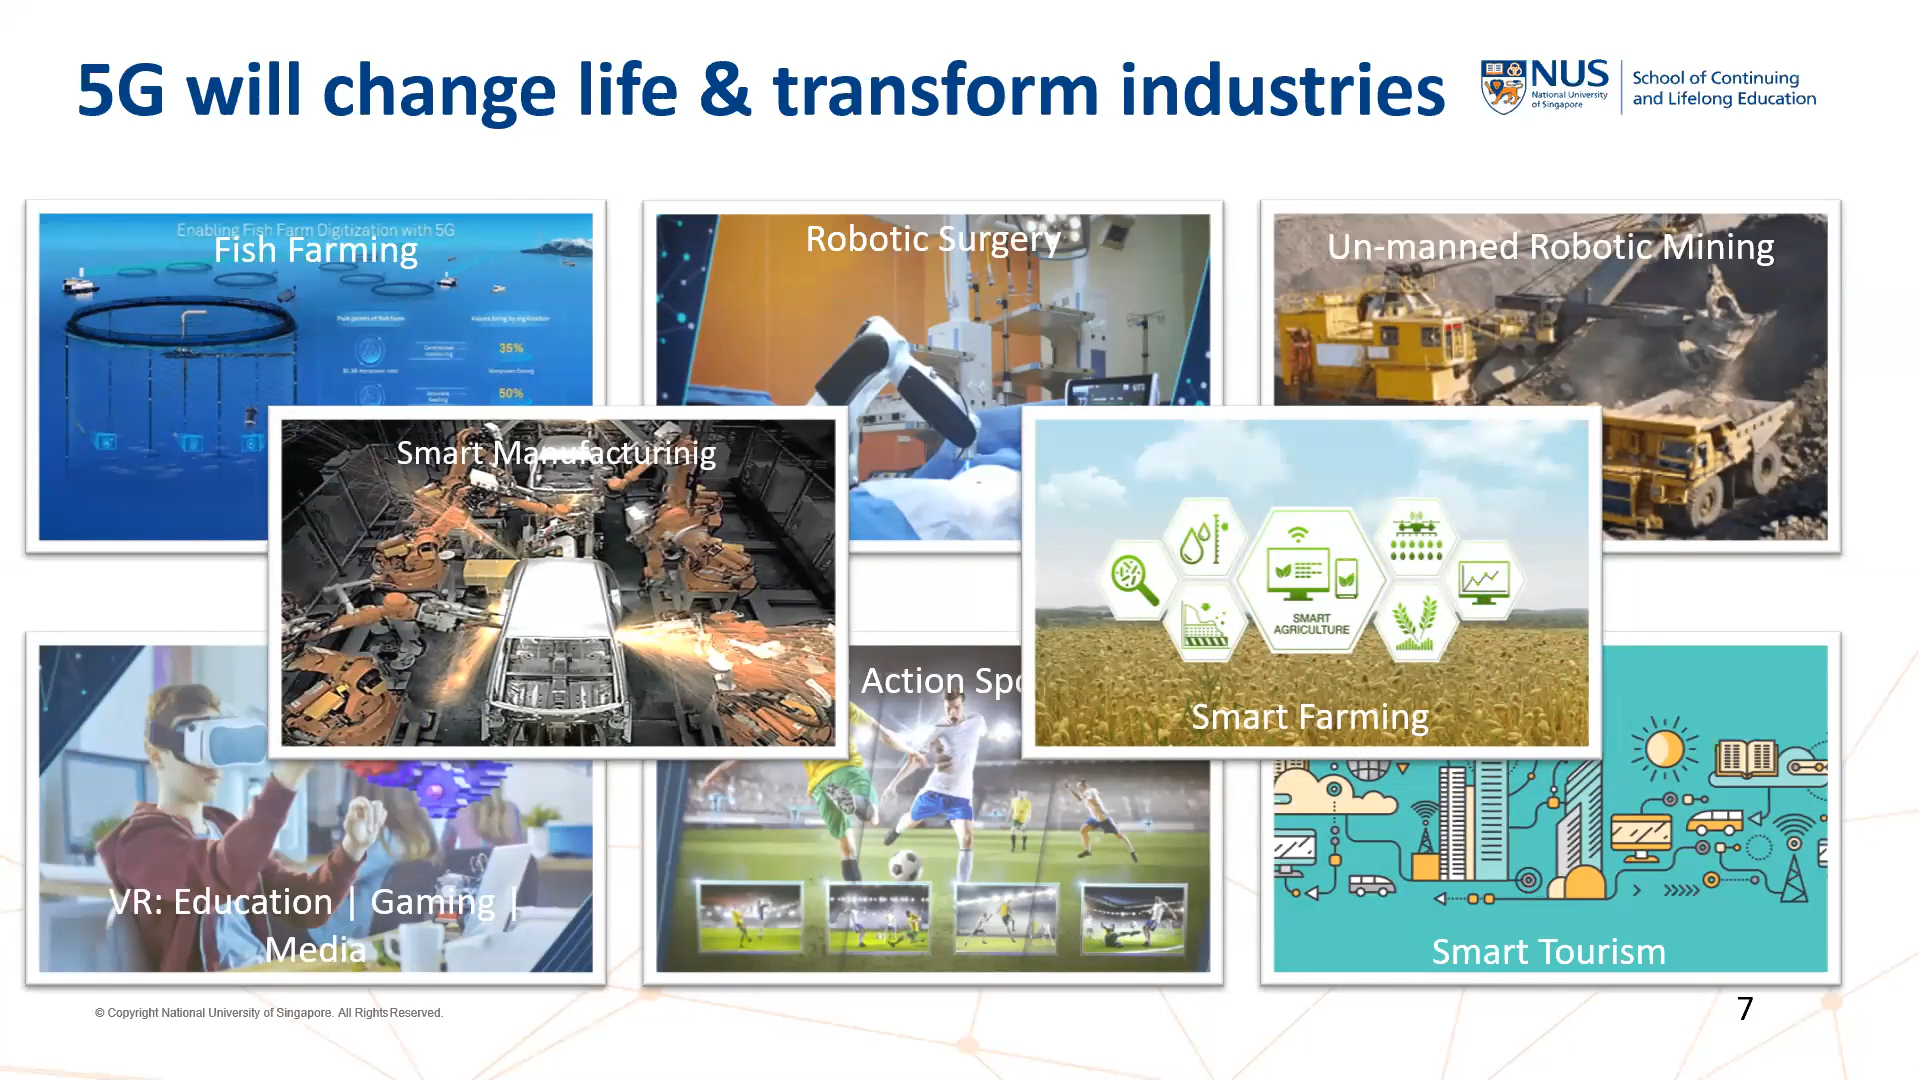 5G will change life & transform industries
NUS
National University
of Singapore
School of Continuing
and Lifelong Education
Enabling Fish Farm Digitization with 5G
Fish Farming
35%
50%
Robotic Surgery
Un-manned Robotic Mining
Smart Manufacturinig
SMART
AGRICULTURE
Smart Farming
VR: Education | Gaming |
Media
Action Spo
Smart Tourism
© Copyright National University of Singapore. All Rights Reserved.
7